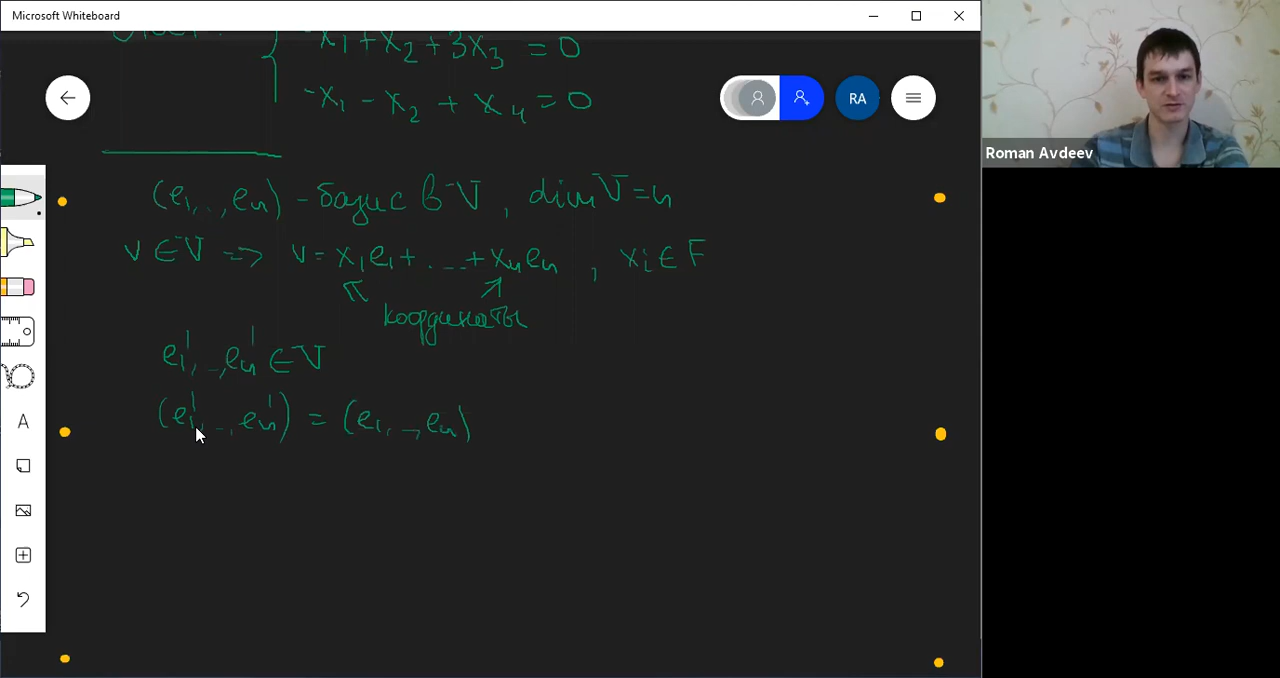 Microsoft Whiteboard
-x₁ + x₂ + 3x₃ = 0
-x₁ - x₂ + x₄ = 0
RA
Roman Avdeev
(e₁,..,eₙ) - базис в V, dim V = n
v ∈ V => v = x₁e₁ + .... + xₙeₙ, xᵢ ∈ F
координаты
e₁',..,eₙ' ∈ V
(e₁',..,eₙ') = (e₁,..,eₙ)
A